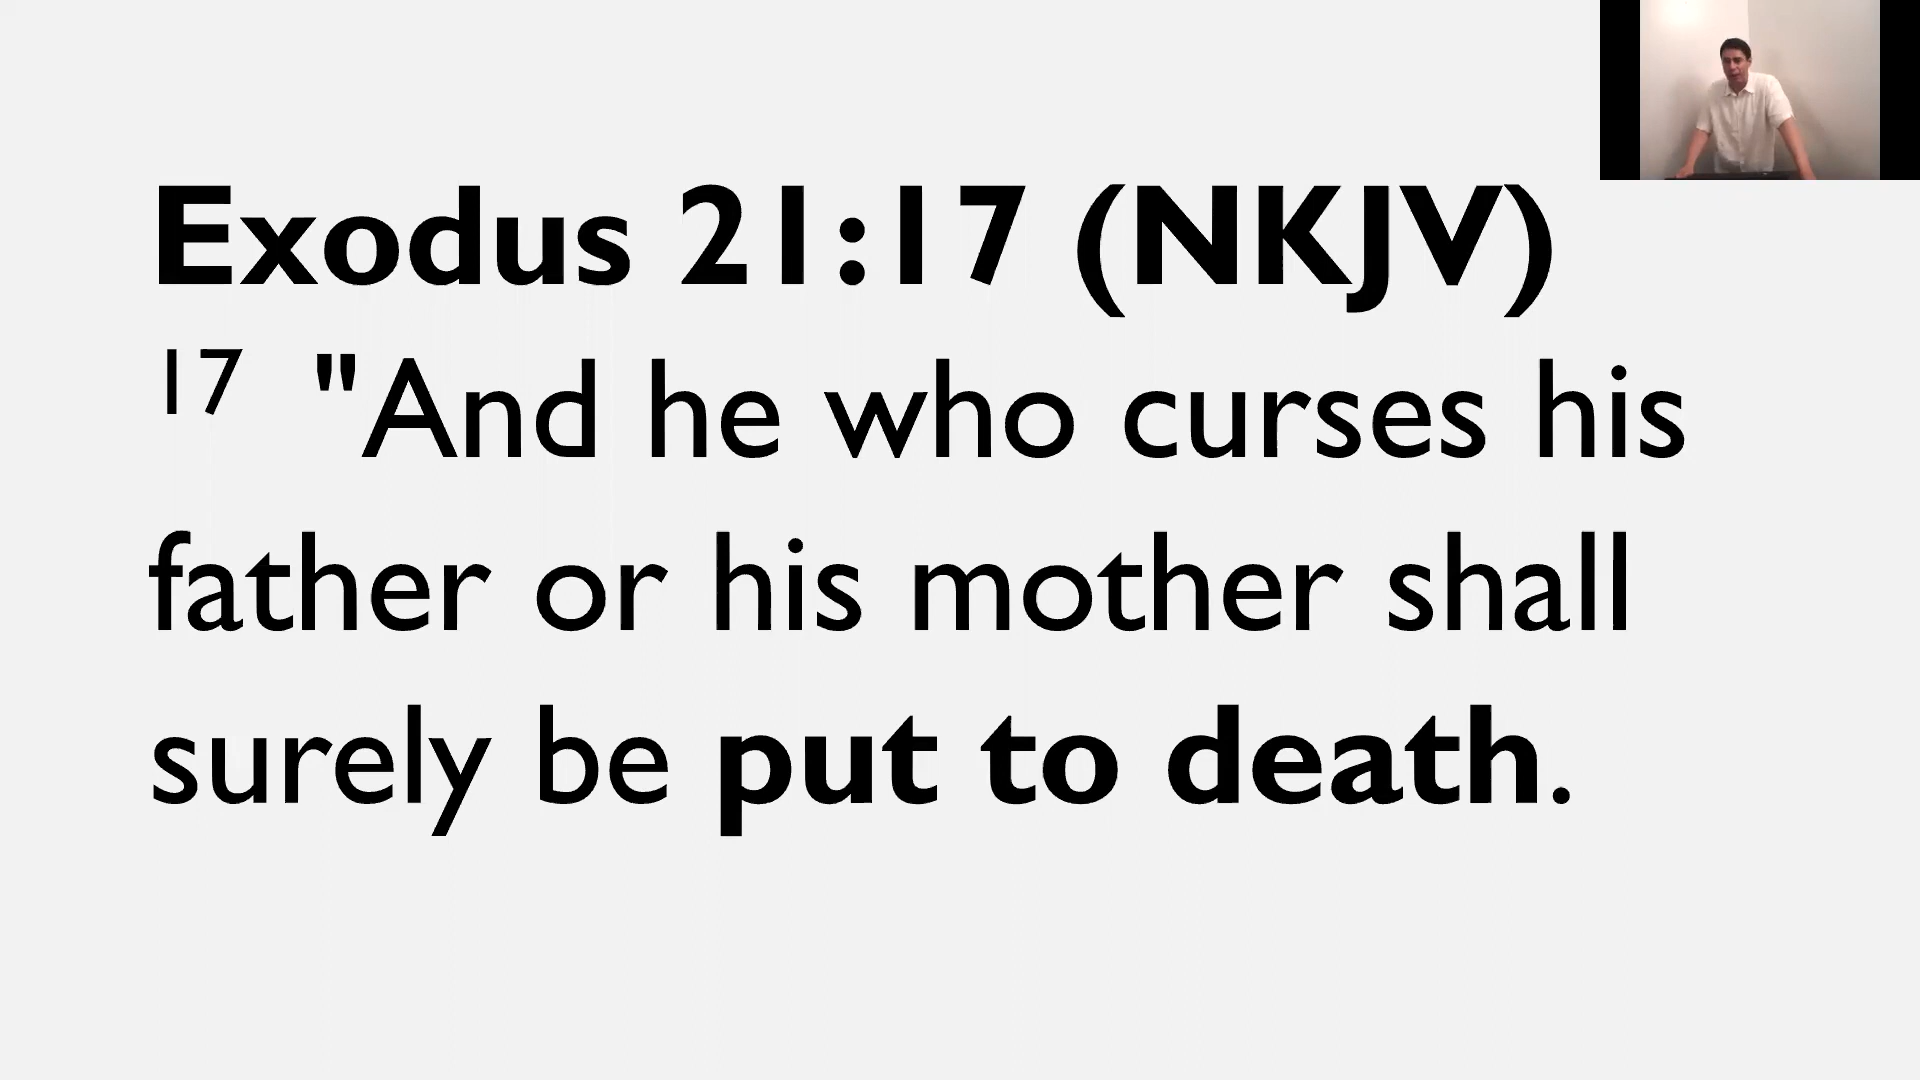 Exodus 21:17 (NKJV)
17 "And he who curses his
father or his mother shall
surely be put to death.